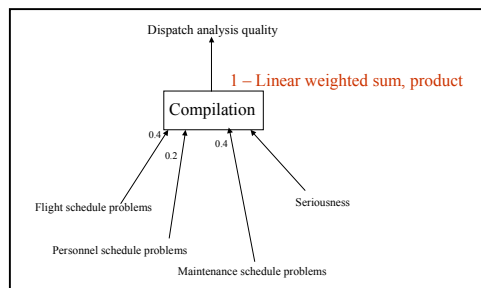 Dispatch analysis quality
1 – Linear weighted sum, product
Compilation
0.4
0.4
0.2
Flight schedule problems
Seriousness
Personnel schedule problems
Maintenance schedule problems